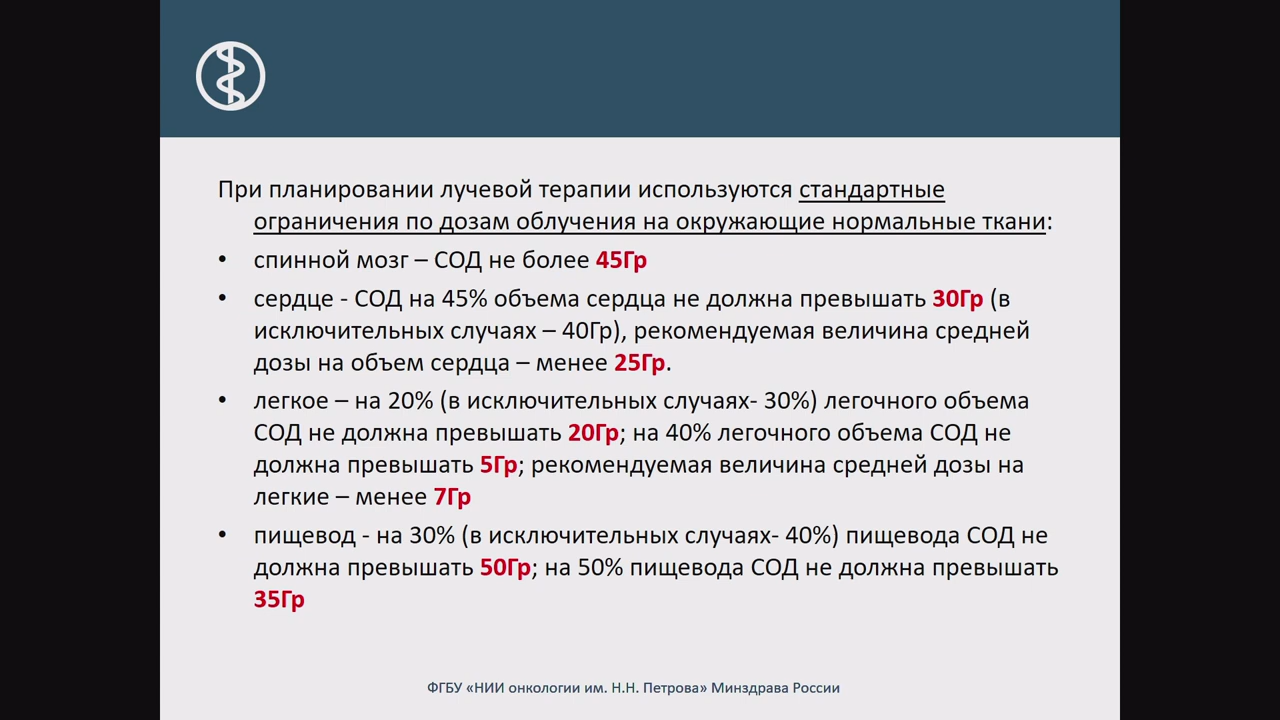 При планировании лучевой терапии используются стандартные
ограничения по дозам облучения на окружающие нормальные ткани:
• спинной мозг – СОД не более 45Гр
• сердце - СОД на 45% объема сердца не должна превышать 30Гр (в
исключительных случаях – 40Гр), рекомендуемая величина средней
дозы на объем сердца – менее 25Гр.
• легкое – на 20% (в исключительных случаях- 30%) легочного объема
СОД не должна превышать 20Гр; на 40% легочного объема СОД не
должна превышать 5Гр; рекомендуемая величина средней дозы на
легкие – менее 7Гр
• пищевод - на 30% (в исключительных случаях- 40%) пищевода СОД не
должна превышать 50Гр; на 50% пищевода СОД не должна превышать
35Гр
ФГБУ «НИИ онкологии им. Н.Н. Петрова» Минздрава России